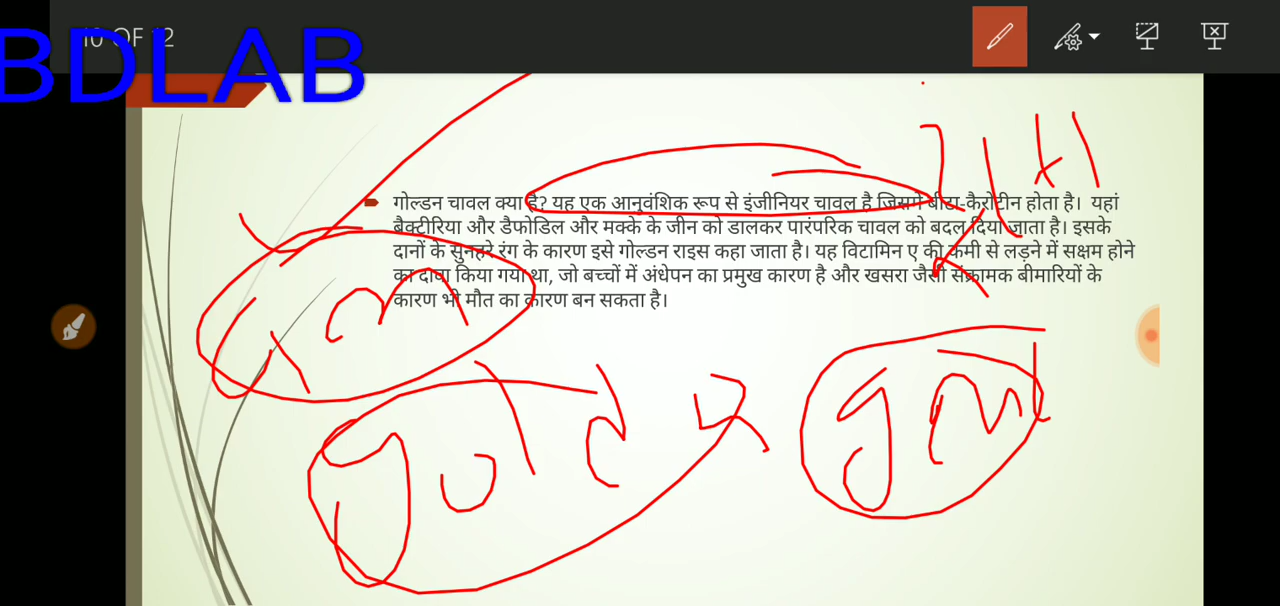 10 OF 12
BDLAB
गोल्डन चावल क्या है? यह एक आनुवंशिक रूप से इंजीनियर चावल है जिसमें बीटा-कैरोटीन होता है। यहां
बैक्टीरिया और डैफोडिल और मक्के के जीन को डालकर पारंपरिक चावल को बदल दिया जाता है। इसके
दानों के सुनहरे रंग के कारण इसे गोल्डन राइस कहा जाता है। यह विटामिन ए की कमी से लड़ने में सक्षम होने
का दावा किया गया था, जो बच्चों में अंधेपन का प्रमुख कारण है और खसरा जैसी संक्रामक बीमारियों के
कारण भी मौत का कारण बन सकता है।
gold